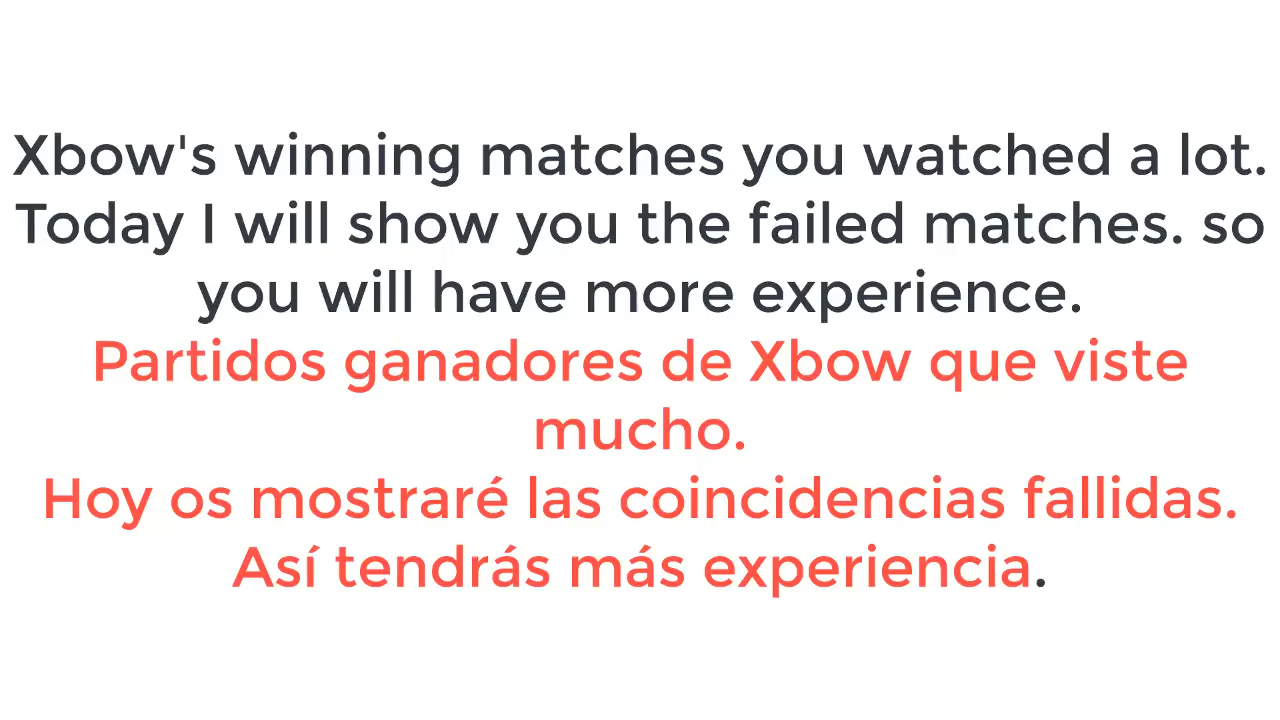 Xbow's winning matches you watched a lot.
Today I will show you the failed matches. so
you will have more experience.
Partidos ganadores de Xbow que viste
mucho.
Hoy os mostraré las coincidencias fallidas.
Así tendrás más experiencia.